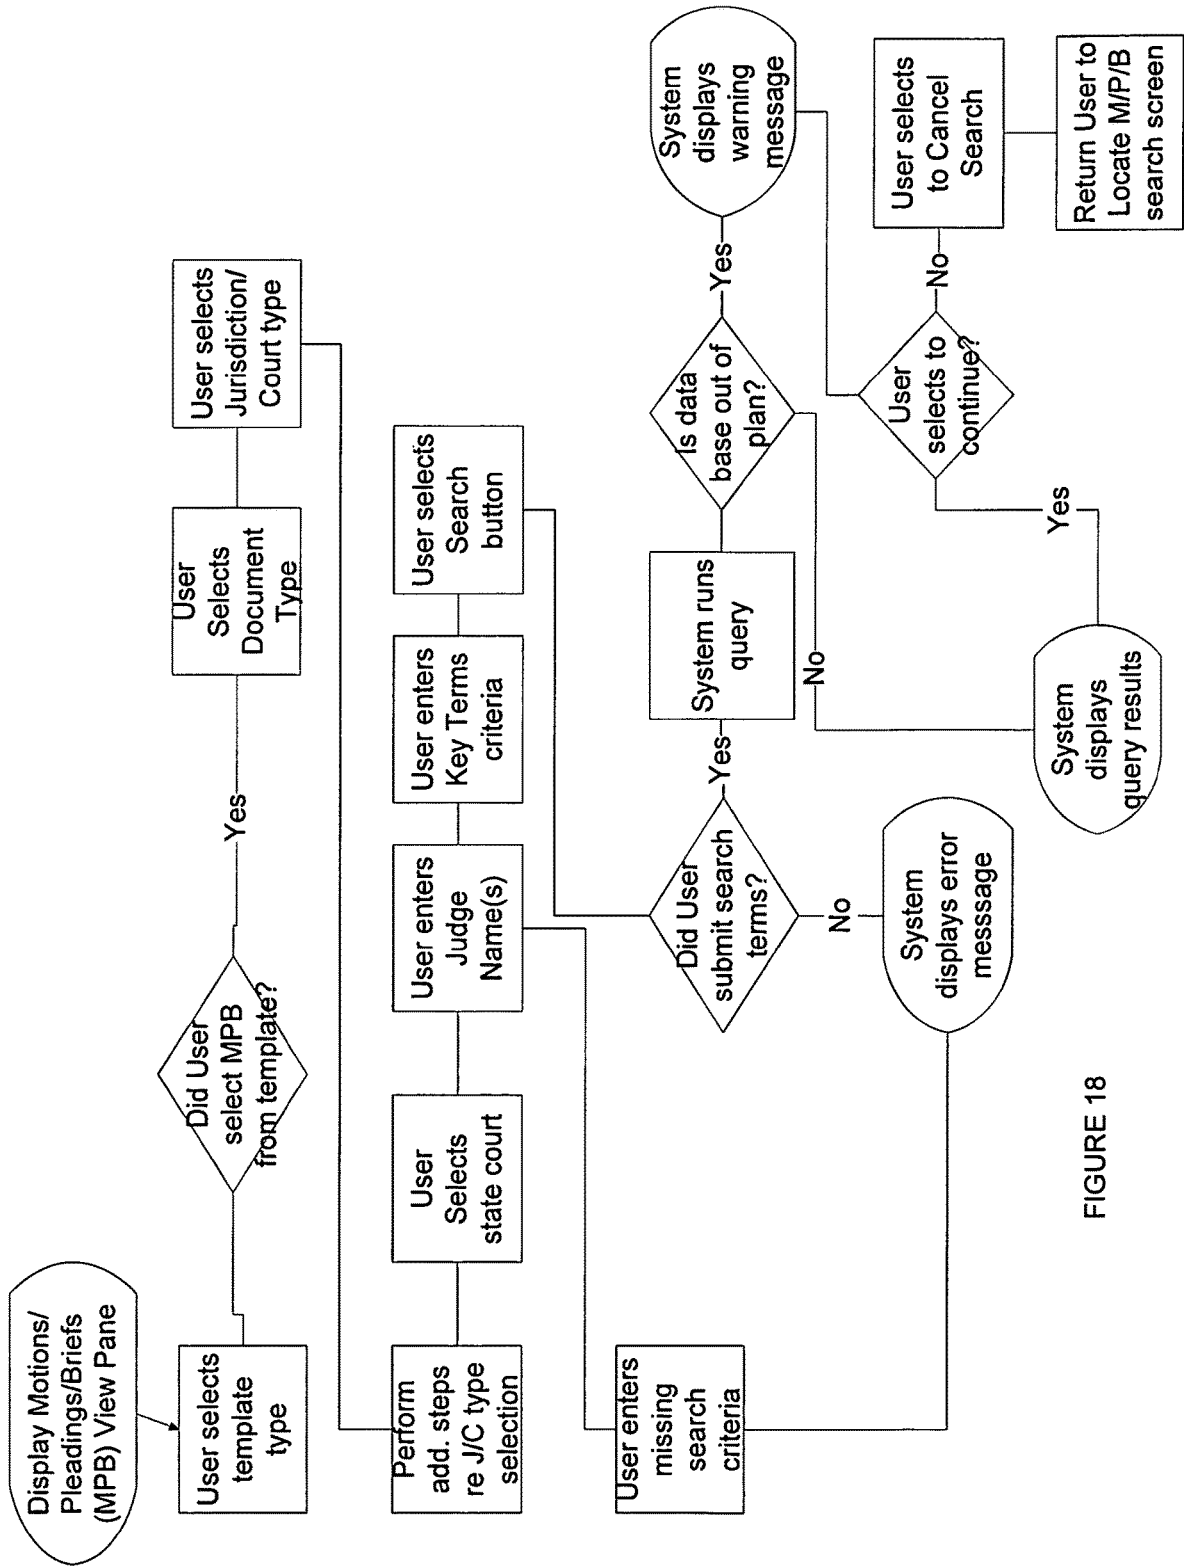 Display Motions/
Pleadings/Briefs
(MPB) View Pane
User selects
template
type
Did User
select MPB
from template?
Yes
User
Selects
Document
Type
User selects
Jurisdiction/
Court type
Perform
add. steps
re J/C type
selection
User
Selects
state court
User enters
Judge
Name(s)
User enters
Key Terms
criteria
User selects
Search
button
User enters
missing
search
criteria
Did User
submit search
terms?
Yes
System runs
query
Is data
base out of
plan?
Yes
System
displays
warning
message
No
No
System
displays error
messsage
User
selects to
continue?
No
User selects
to Cancel
Search
Yes
System
displays
query results
Return User to
Locate M/P/B
search screen
FIGURE 18